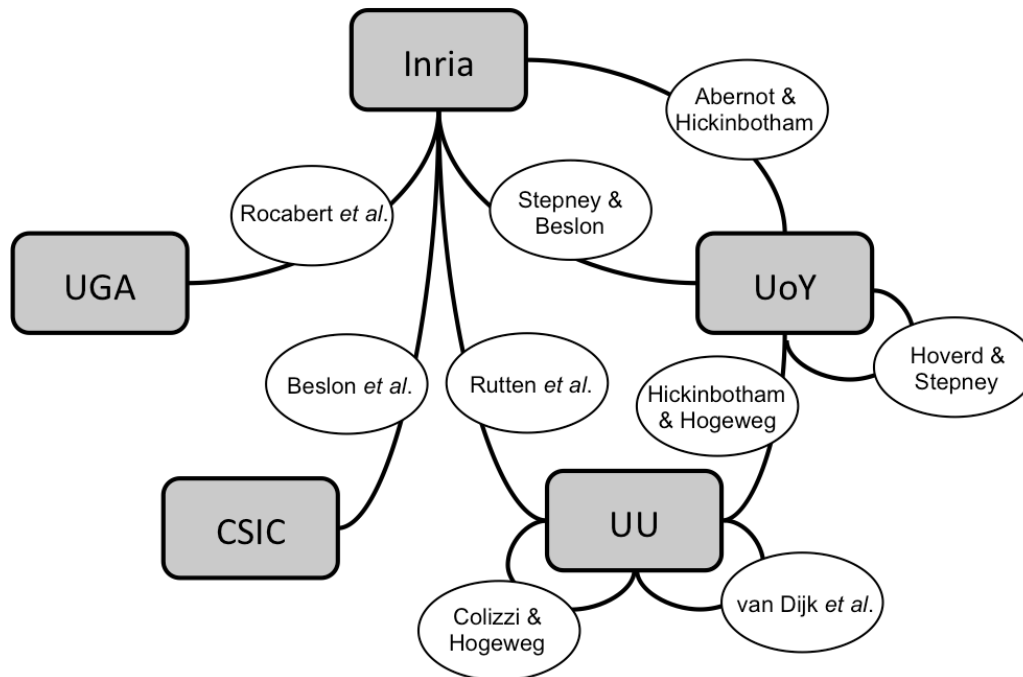 Inria
Abernot &
Hickinbotham
Rocabert et al.
Stepney &
Beslon
UGA
UoY
Beslon et al.
Rutten et al.
Hickinbotham
& Hogeweg
Hoverd &
Stepney
CSIC
UU
Colizzi &
Hogeweg
van Dijk et al.